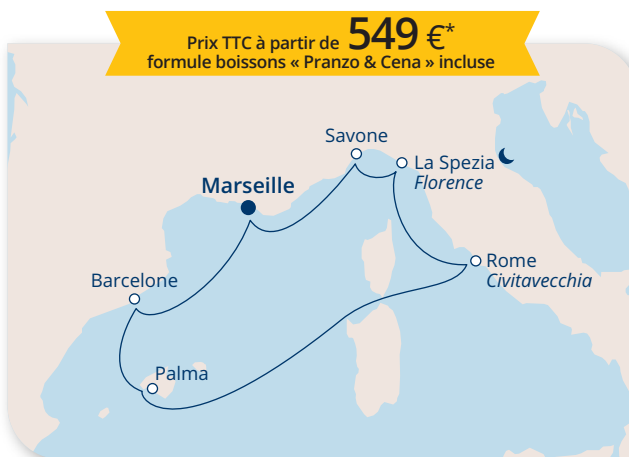 Prix TTC à partir de 549 €*
formule boissons « Pranzo & Cena » incluse
Savone
La Spezia
Florence
Marseille
Rome
Civitavecchia
Barcelone
Palma